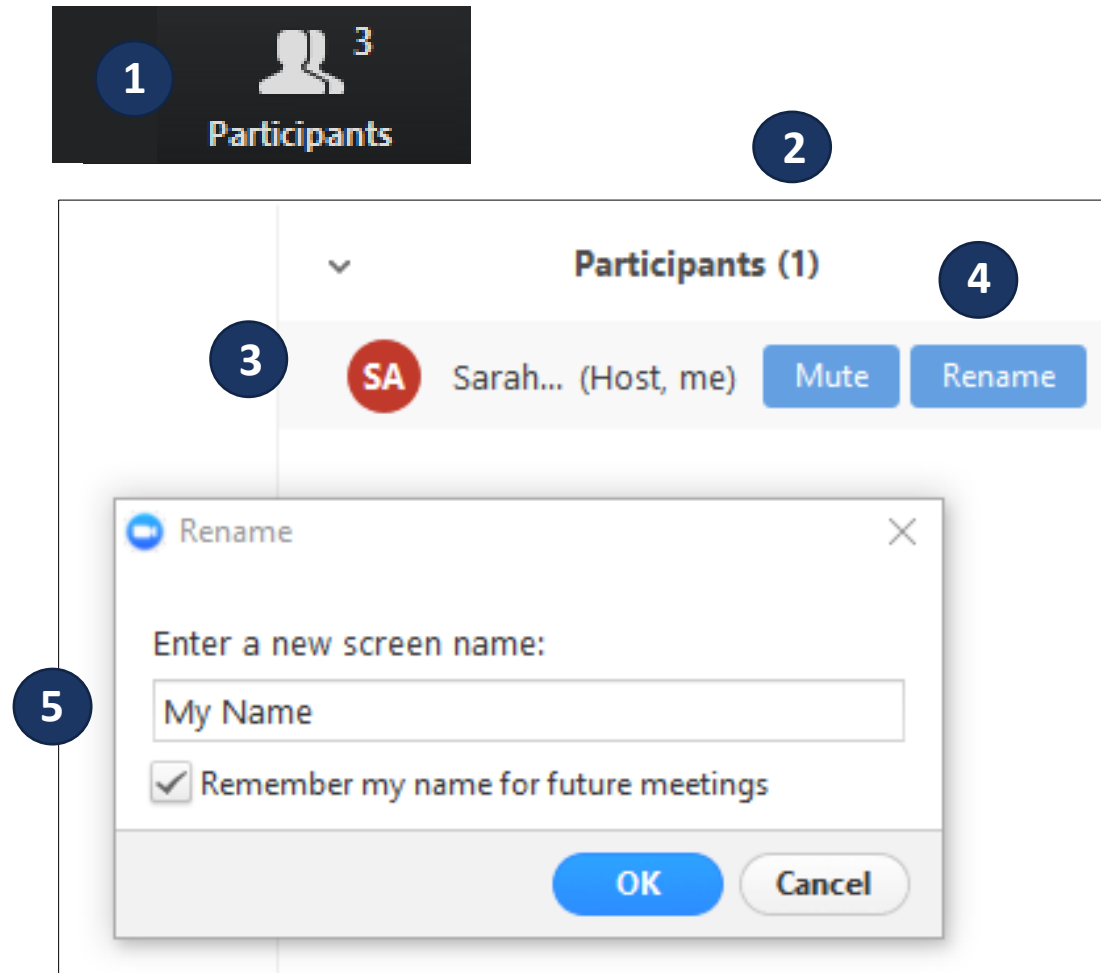 3
1
Participants
2
Participants (1)
4
3
SA Sarah... (Host, me) Mute Rename
Rename
Enter a new screen name:
5
My Name
Remember my name for future meetings
OK Cancel